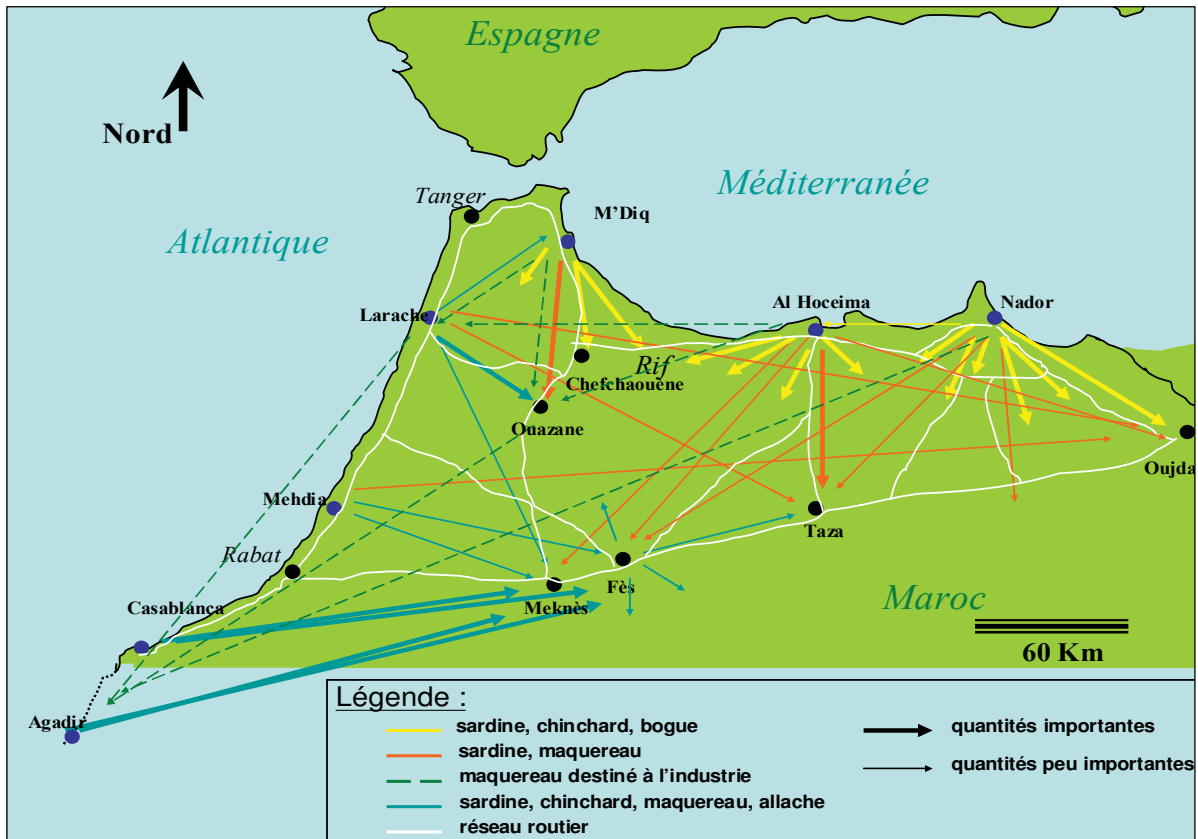 Espagne
Nord
Méditerranée
Tanger
M'Diq
Atlantique
Al Hoceima
Nador
Larache
Rif
Chefchaouène
Ouazane
Oujda
Mehdia
Taza
Rabat
Fès
Casablanca
Meknès
Maroc
60 Km
Agadir
Légende :
sardine, chinchard, bogue
sardine, maquereau
maquereau destiné à l'industrie
sardine, chinchard, maquereau, allache
réseau routier
quantités importantes
quantités peu importantes